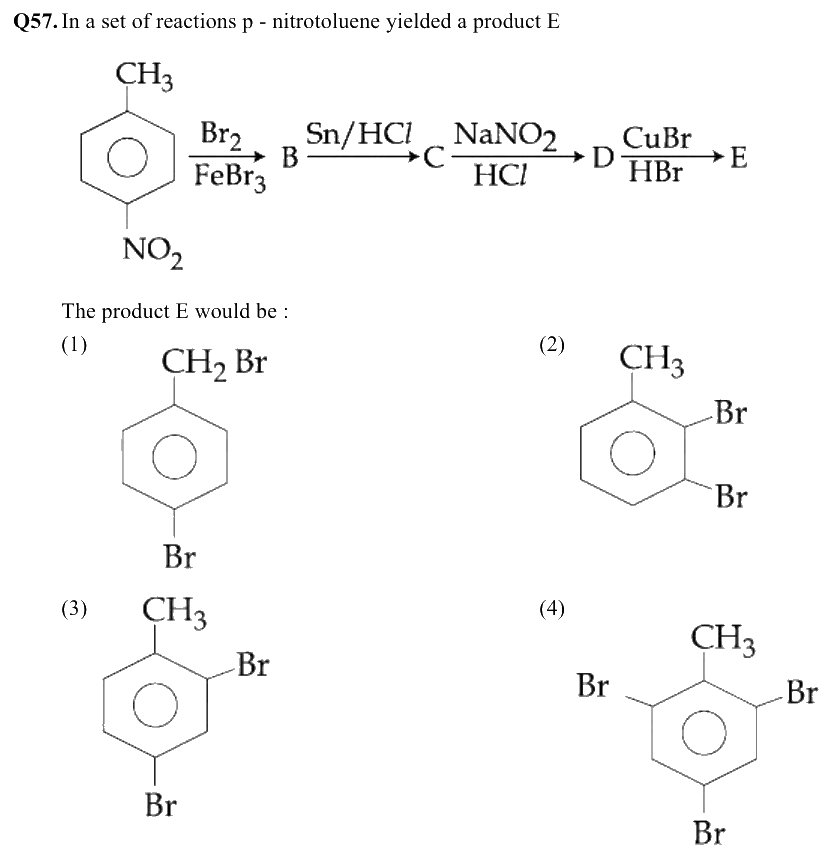 Q57. In a set of reactions p - nitrotoluene yielded a product E
CH₃
Br₂ Sn/HCl NaNO₂ CuBr
B C D E
FeBr₃ HCl HBr
NO₂
The product E would be :
(1) (2)
CH₂ Br CH₃
Br
Br
Br
(3) (4)
CH₃ CH₃
Br Br Br
Br Br